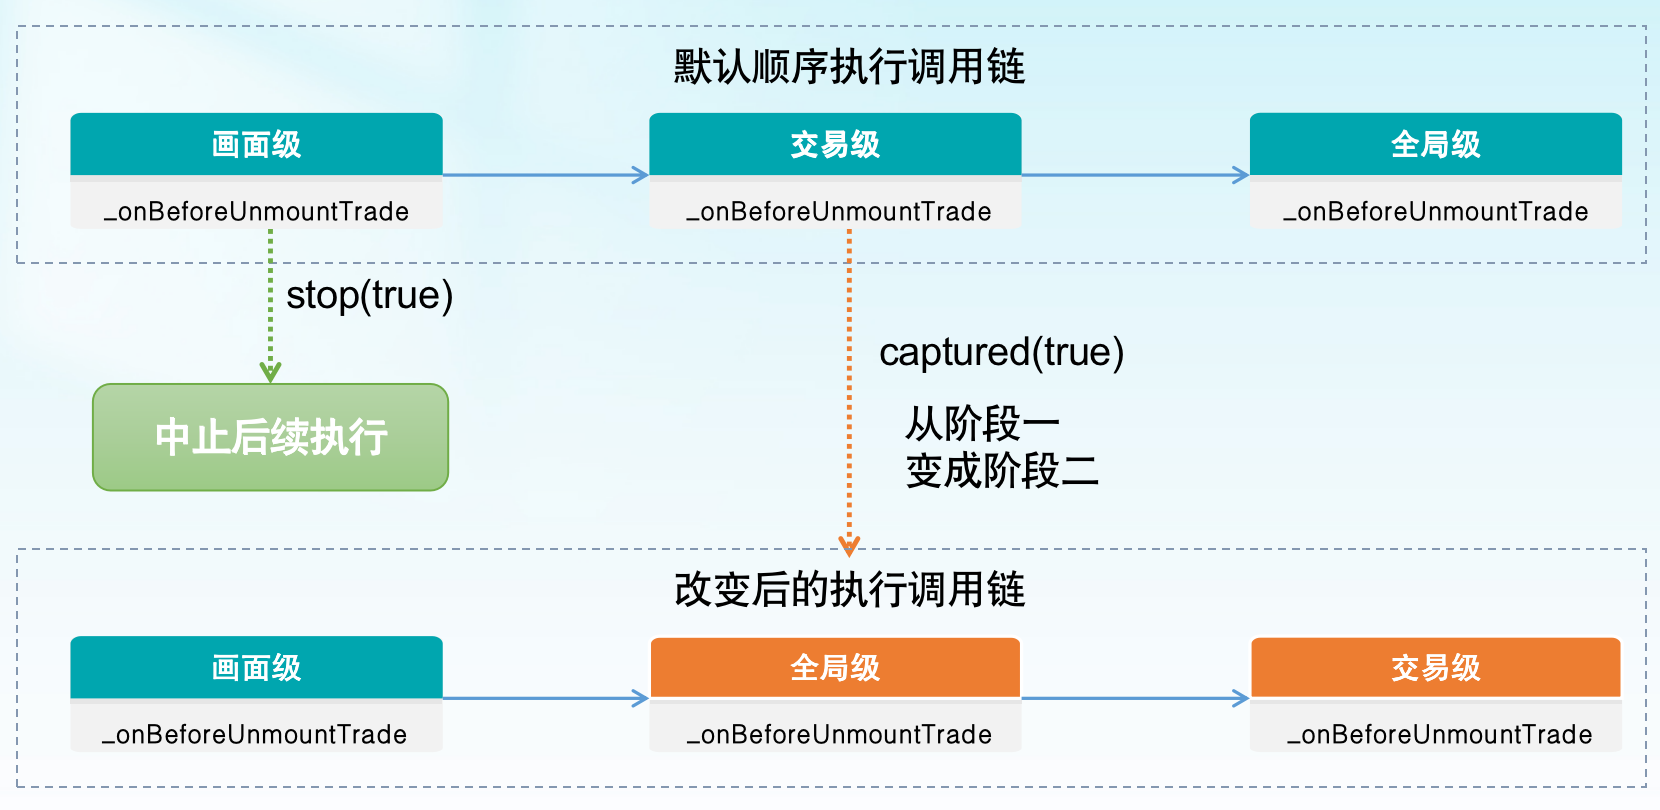 默认顺序执行调用链
画面级
交易级
全局级
_onBeforeUnmountTrade
_onBeforeUnmountTrade
_onBeforeUnmountTrade
stop(true)
captured(true)
中止后续执行
从阶段一
变成阶段二
改变后的执行调用链
画面级
全局级
交易级
_onBeforeUnmountTrade
_onBeforeUnmountTrade
_onBeforeUnmountTrade